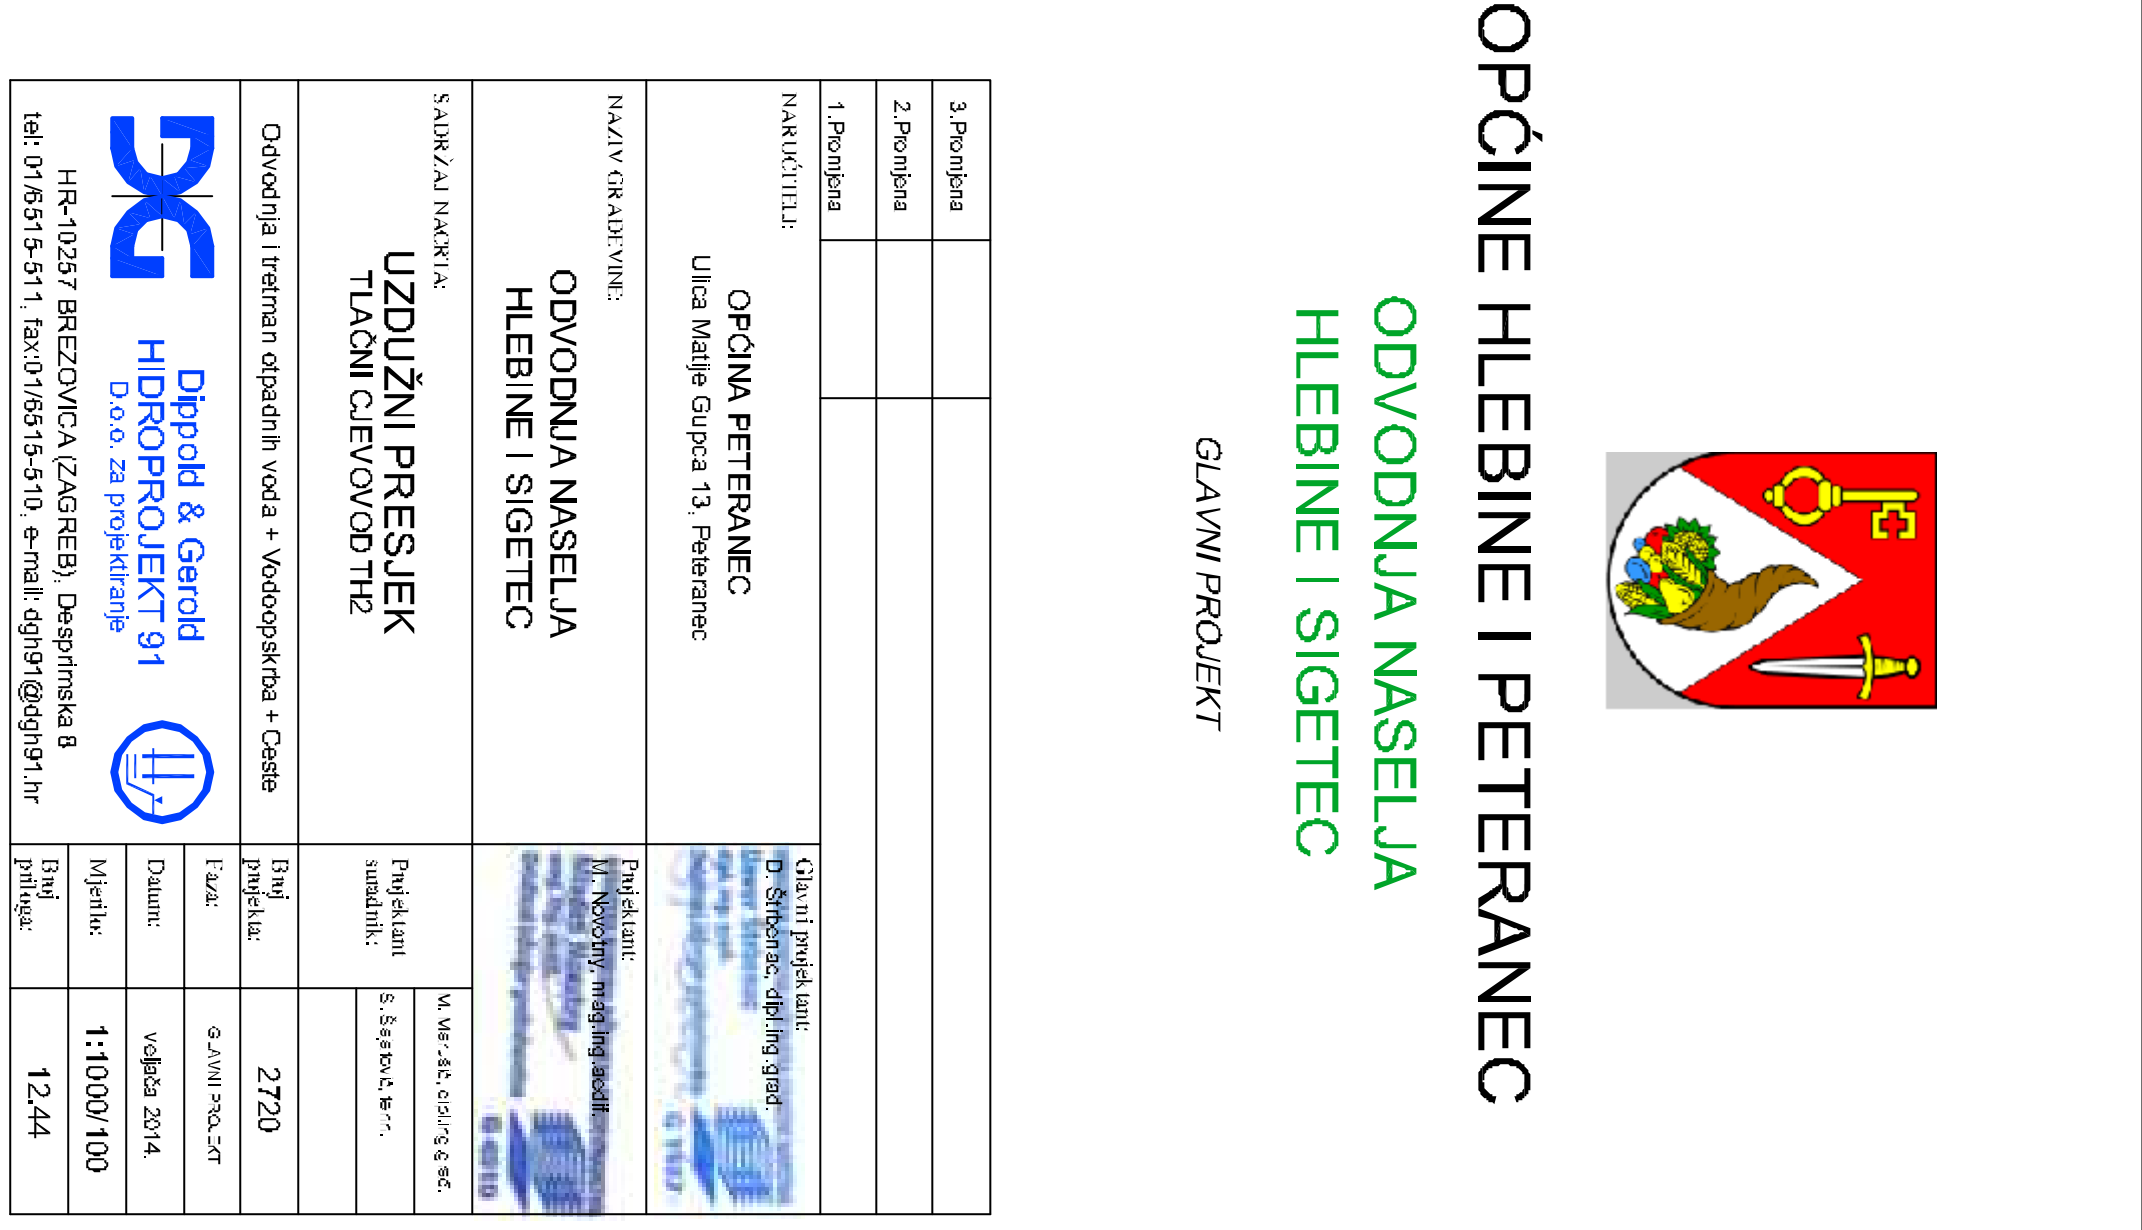 OPĆINE HLEBINE I PETERANEC
ODVODNJA NASELJA
HLEBINE I SIGETEC
GLAVNI PROJEKT
3.Promjena
2.Promjena
1.Promjena
NARUČITELJ:
OPĆINA PETERANEC
Ulica Matije Gupca 13, Peteranec
Glavni projektant:
D. Štrbenac, dipl.ing.građ.
NAZIV GRAĐEVINE:
ODVODNJA NASELJA
HLEBINE I SIGETEC
Projektant:
M. Novotny, mag.ing.aedif.
SADRŽAJ NACRTA:
UZDUŽNI PRESJEK
TLAČNI CJEVOVOD TH2
Projektant
suradnik:
Odvodnja i tretman otpadnih voda + Vodoopskrba + Ceste
Broj
projekta:
2720
Dippold & Gerold
HIDROPROJEKT 91
D.o.o. za projektiranje
HR-10257 BREZOVICA (ZAGREB), Desprimska 8
tel: 01/6515-511, fax:01/6515-510, e-mail: dgh91@dgh91.hr
Faza:
GLAVNI PROJEKT
Datum:
veljača 2014.
Mjerilo:
1:1000/100
Broj
priloga:
12.44